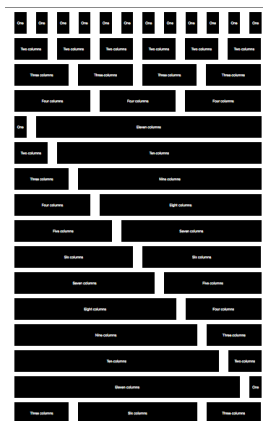 One One One One One One One One One One One One
Two columns Two columns Two columns Two columns Two columns Two columns
Three columns Three columns Three columns Three columns
Four columns Four columns Four columns
One Eleven columns
Two columns Ten columns
Three columns Nine columns
Four columns Eight columns
Five columns Seven columns
Six columns Six columns
Seven columns Five columns
Eight columns Four columns
Nine columns Three columns
Ten columns Two columns
Eleven columns One
Three columns Six columns Three columns